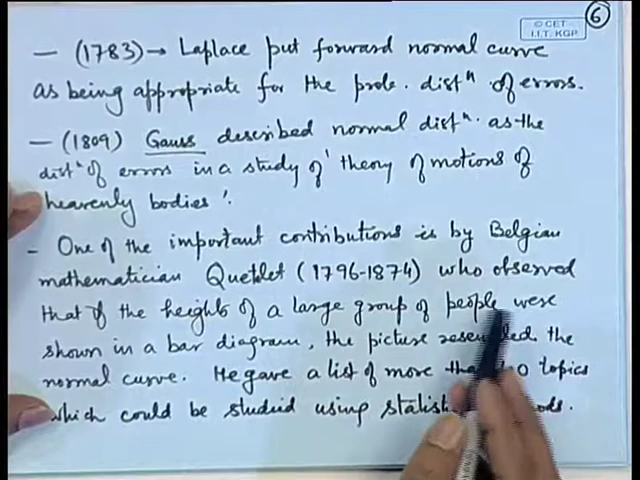 © CET
I.I.T. KGP
6
— (1783) → Laplace put forward normal curve
as being appropriate for the prob. distⁿ of errors.
— (1809) Gauss described normal distⁿ. as the
distⁿ of errors in a study of 'theory of motions of
heavenly bodies'.
- One of the important contributions is by Belgian
mathematician Quetlet (1796-1874) who observed
that if the heights of a large group of people were
shown in a bar diagram, the picture the
normal curve. He gave a list of more topics
which could be studied using